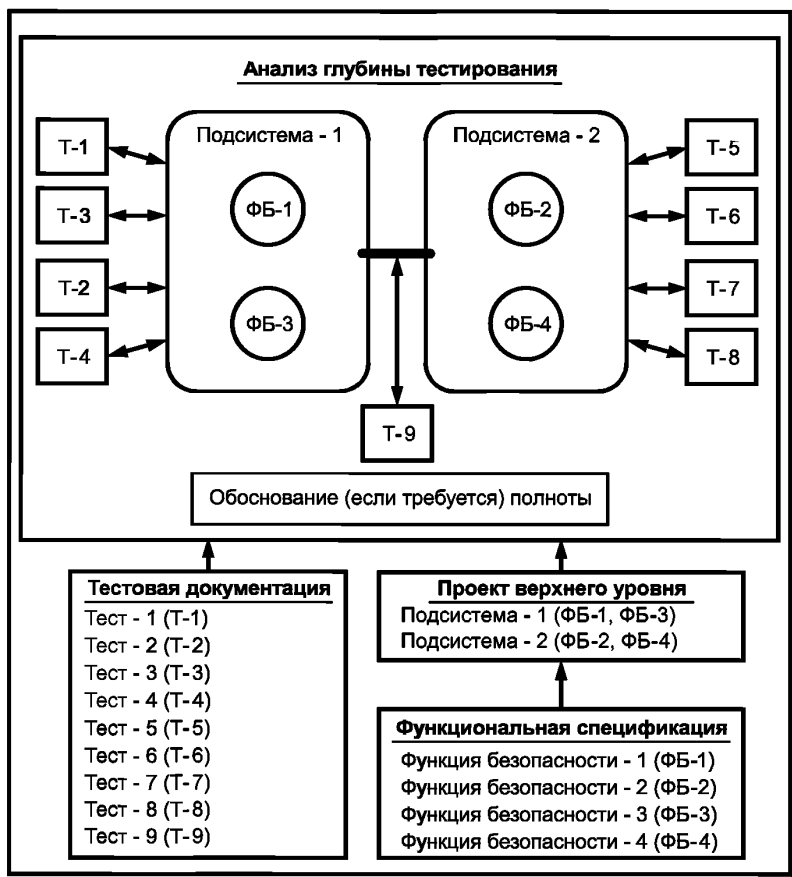 Анализ глубины тестирования
Подсистема - 1
Подсистема - 2
Т-1
Т-3
Т-2
Т-4
ФБ-1
ФБ-3
ФБ-2
ФБ-4
Т-5
Т-6
Т-7
Т-8
Т-9
Обоснование (если требуется) полноты
Тестовая документация
Тест - 1 (Т-1)
Тест - 2 (Т-2)
Тест - 3 (Т-3)
Тест - 4 (Т-4)
Тест - 5 (Т-5)
Тест - 6 (Т-6)
Тест - 7 (Т-7)
Тест - 8 (Т-8)
Тест - 9 (Т-9)
Проект верхнего уровня
Подсистема - 1 (ФБ-1, ФБ-3)
Подсистема - 2 (ФБ-2, ФБ-4)
Функциональная спецификация
Функция безопасности - 1 (ФБ-1)
Функция безопасности - 2 (ФБ-2)
Функция безопасности - 3 (ФБ-3)
Функция безопасности - 4 (ФБ-4)